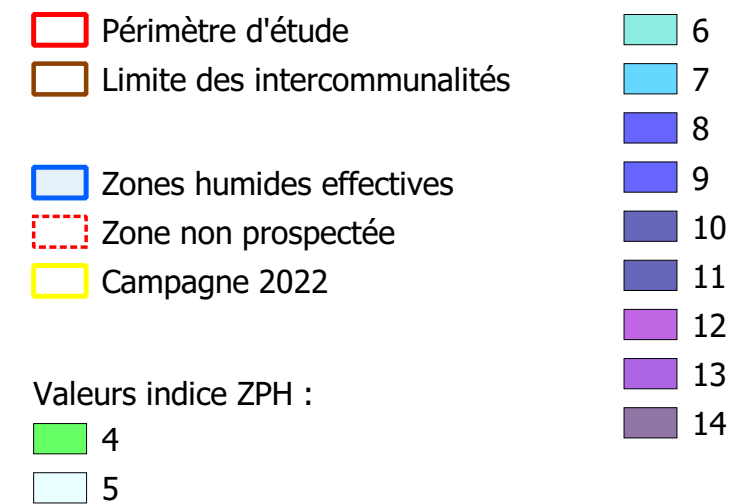 Périmètre d'étude
Limite des intercommunalités
Zones humides effectives
Zone non prospectée
Campagne 2022
Valeurs indice ZPH :
4
5
6
7
8
9
10
11
12
13
14